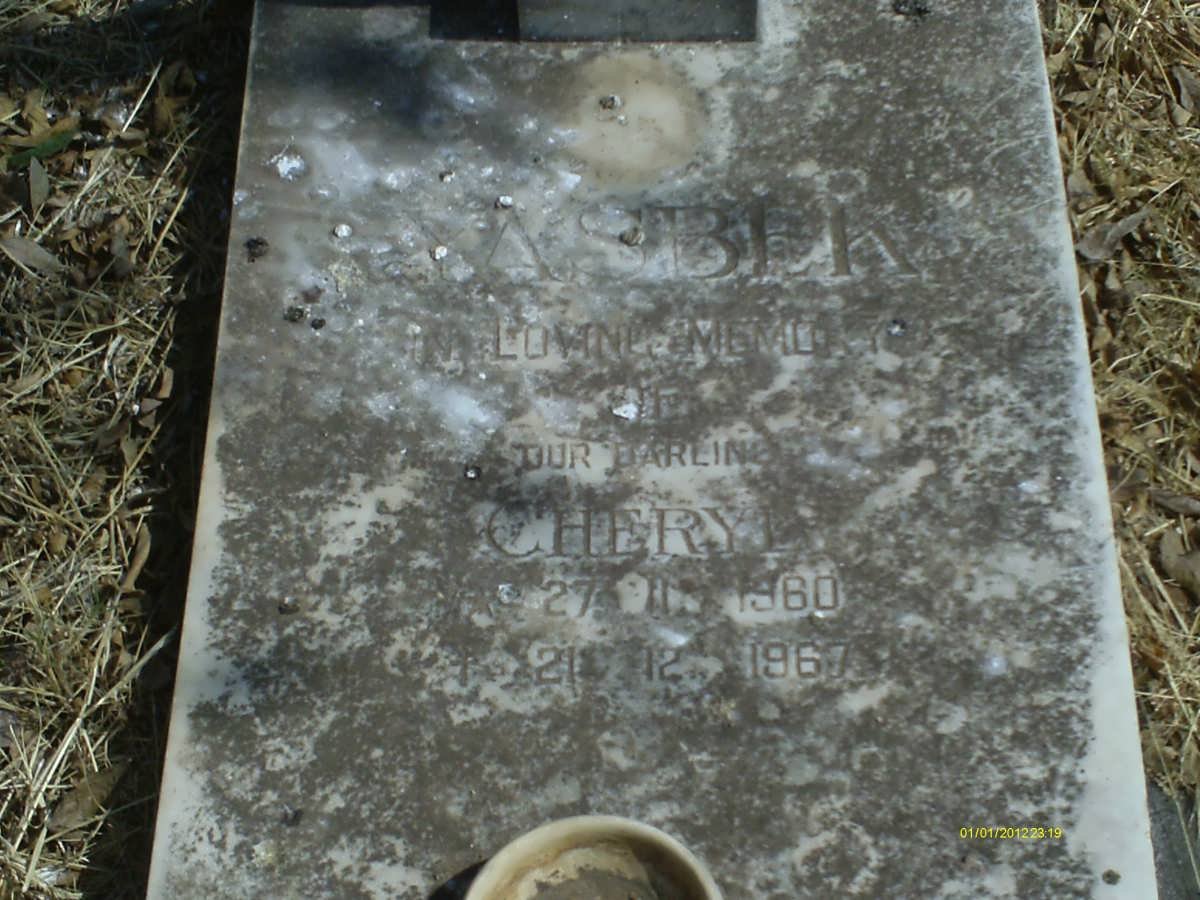 YASBEK
IN LOVING MEMORY
OF
OUR DARLING
CHERYL
* 27 11 1960
† 21 12 1967
01/01/2012 23:19